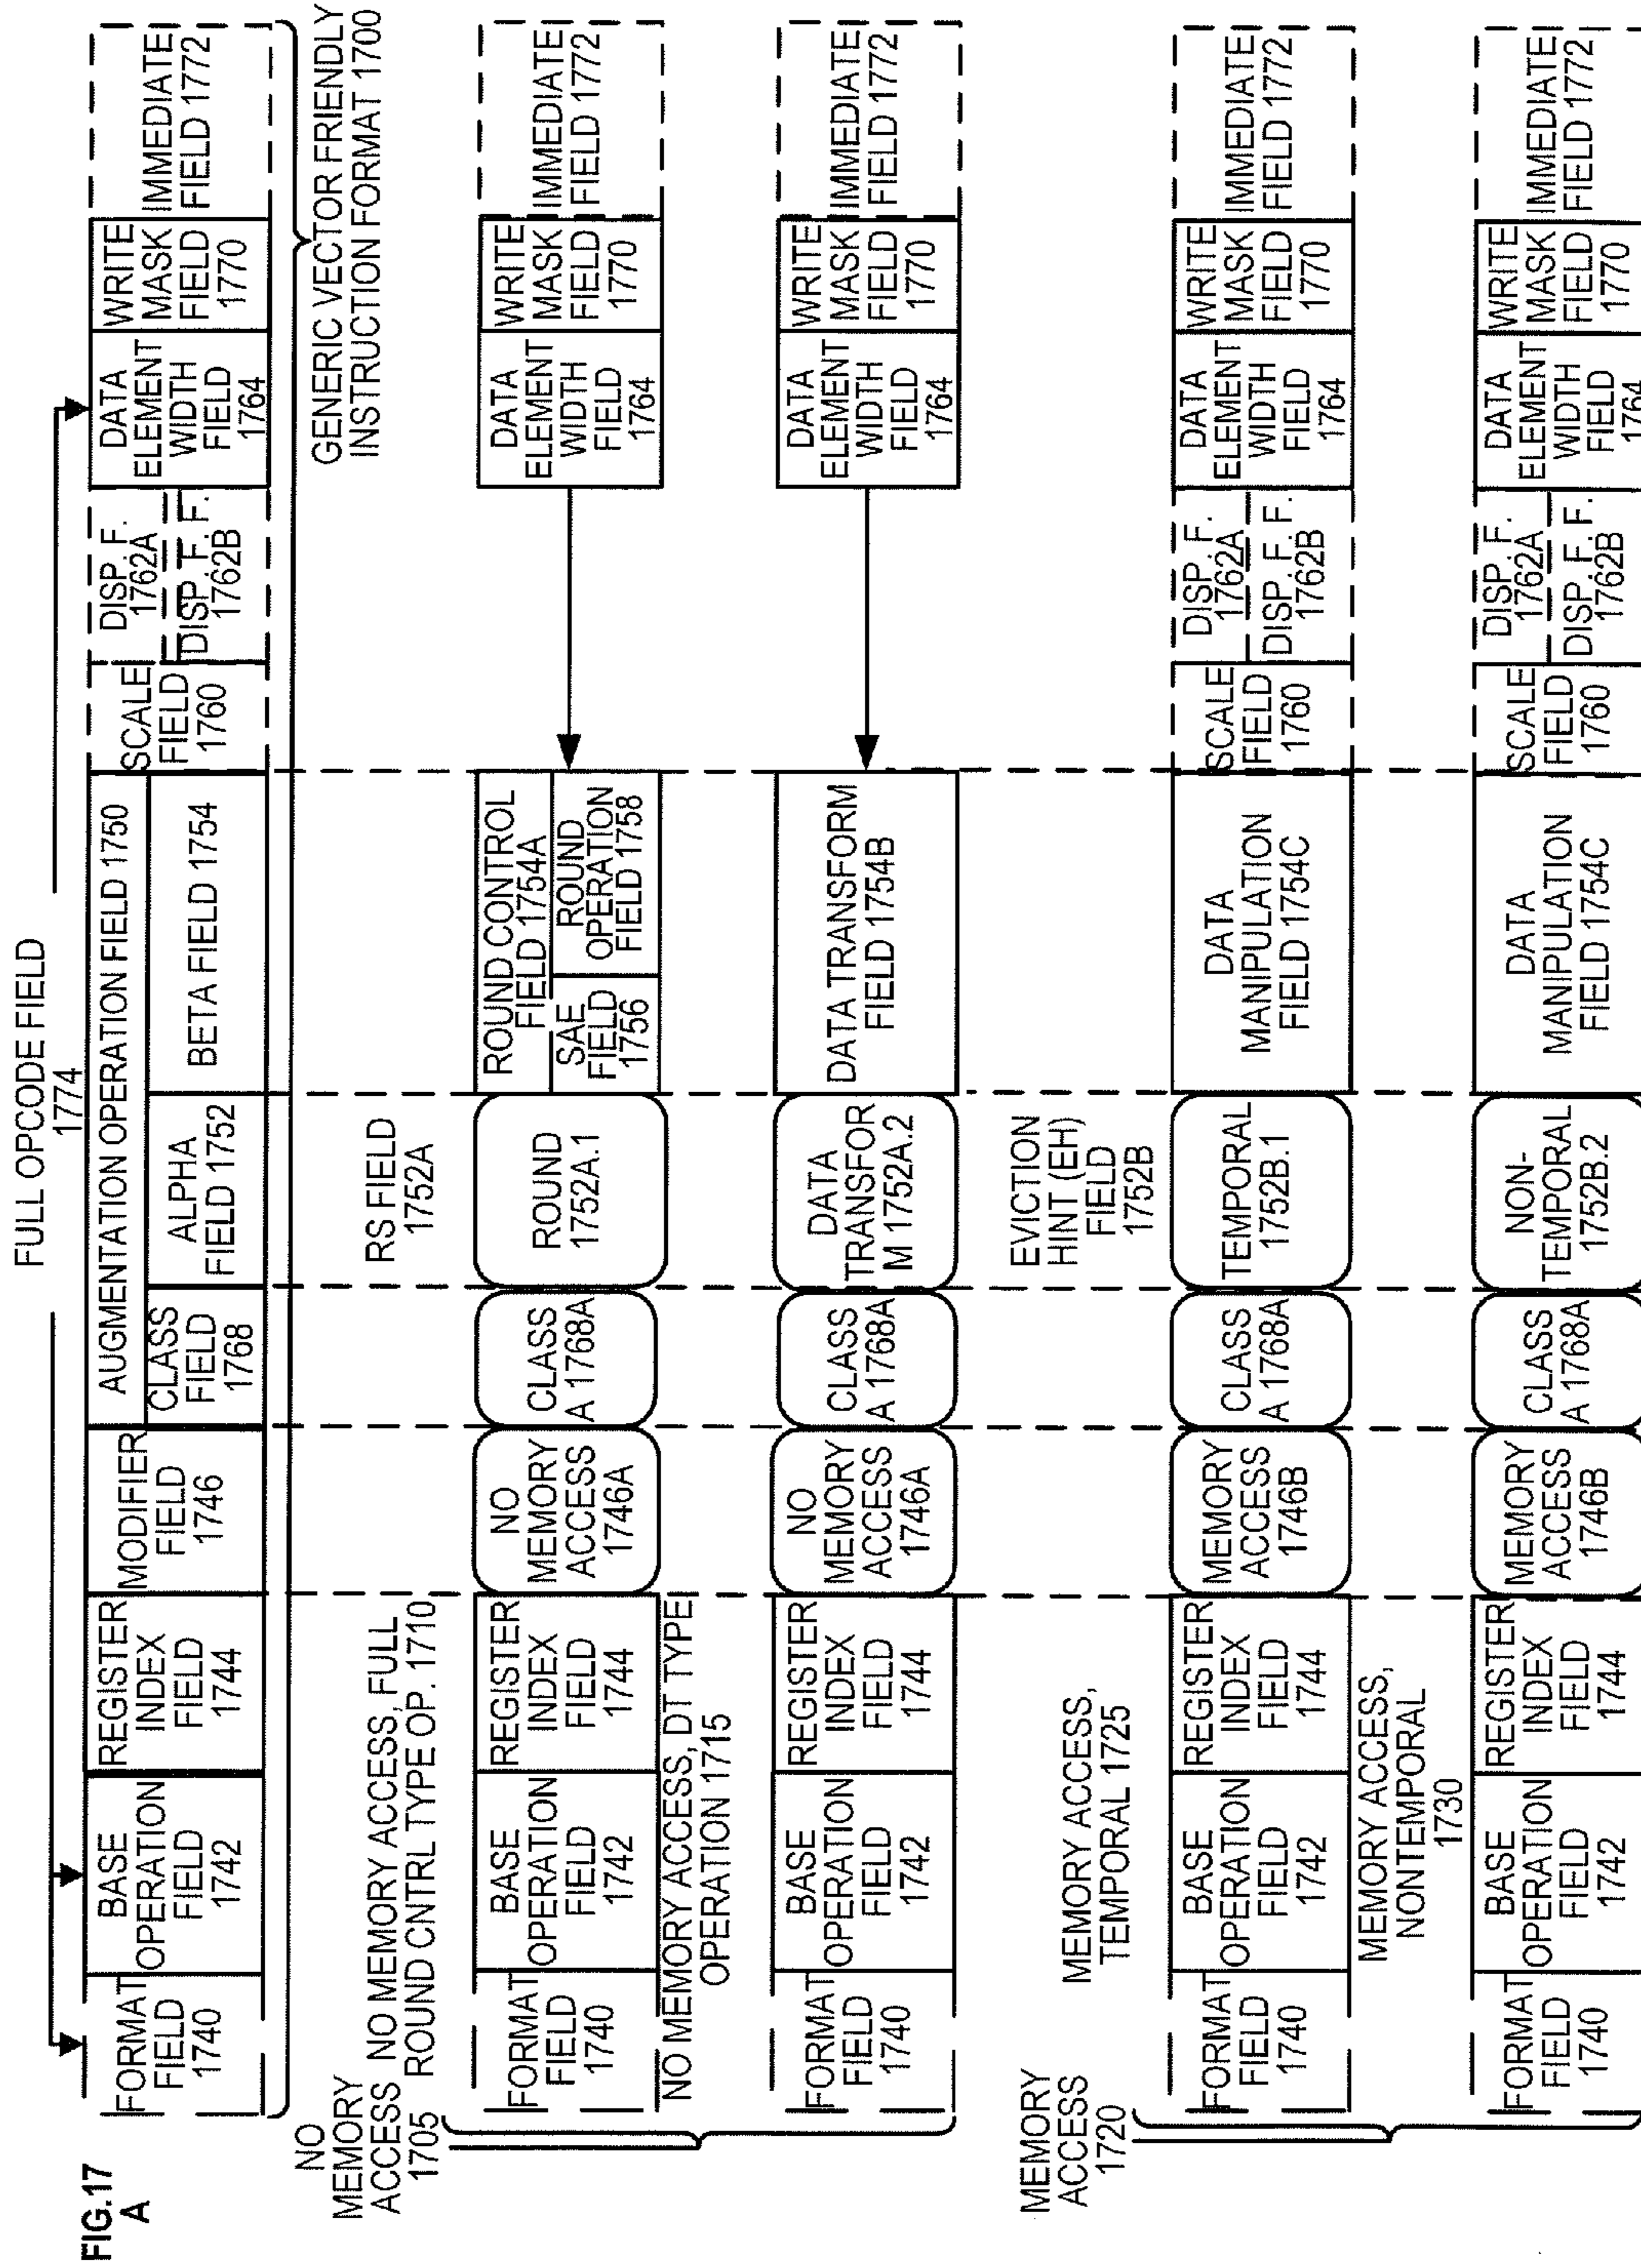 FIG.17
A
FULL OPCODE FIELD
1774
FORMAT
FIELD
1740
BASE
OPERATION
FIELD
1742
REGISTER
INDEX
FIELD
1744
MODIFIER
FIELD
1746
AUGMENTATION OPERATION FIELD 1750
CLASS
FIELD
1768
ALPHA
FIELD 1752
BETA FIELD 1754
SCALE
FIELD
1760
DISP. F.
1762A
DISP. F. F.
1762B
DATA
ELEMENT
WIDTH
FIELD
1764
WRITE
MASK
FIELD
1770
IMMEDIATE
FIELD 1772
GENERIC VECTOR FRIENDLY
INSTRUCTION FORMAT 1700
NO
MEMORY
ACCESS
1705
NO MEMORY ACCESS, FULL
ROUND CNTRL TYPE OP. 1710
RS FIELD
1752A
FORMAT
FIELD
1740
BASE
OPERATION
FIELD
1742
REGISTER
INDEX
FIELD
1744
NO
MEMORY
ACCESS
1746A
CLASS
A 1768A
ROUND
1752A.1
ROUND CONTROL
FIELD 1754A
SAE
FIELD
1756
ROUND
OPERATION
FIELD 1758
DATA
ELEMENT
WIDTH
FIELD
1764
WRITE
MASK
FIELD
1770
IMMEDIATE
FIELD 1772
NO MEMORY ACCESS, DT TYPE
OPERATION 1715
FORMAT
FIELD
1740
BASE
OPERATION
FIELD
1742
REGISTER
INDEX
FIELD
1744
NO
MEMORY
ACCESS
1746A
CLASS
A 1768A
DATA
TRANSFOR
M 1752A.2
DATA TRANSFORM
FIELD 1754B
DATA
ELEMENT
WIDTH
FIELD
1764
WRITE
MASK
FIELD
1770
IMMEDIATE
FIELD 1772
MEMORY
ACCESS
1720
MEMORY ACCESS,
TEMPORAL 1725
EVICTION
HINT (EH)
FIELD
1752B
FORMAT
FIELD
1740
BASE
OPERATION
FIELD
1742
REGISTER
INDEX
FIELD
1744
MEMORY
ACCESS
1746B
CLASS
A 1768A
TEMPORAL
1752B.1
DATA
MANIPULATION
FIELD 1754C
SCALE
FIELD
1760
DISP. F.
1762A
DISP. F. F.
1762B
DATA
ELEMENT
WIDTH
FIELD
1764
WRITE
MASK
FIELD
1770
IMMEDIATE
FIELD 1772
MEMORY ACCESS,
NONTEMPORAL
1730
FORMAT
FIELD
1740
BASE
OPERATION
FIELD
1742
REGISTER
INDEX
FIELD
1744
MEMORY
ACCESS
1746B
CLASS
A 1768A
NON-
TEMPORAL
1752B.2
DATA
MANIPULATION
FIELD 1754C
SCALE
FIELD
1760
DISP. F.
1762A
DISP. F. F.
1762B
DATA
ELEMENT
WIDTH
FIELD
1764
WRITE
MASK
FIELD
1770
IMMEDIATE
FIELD 1772